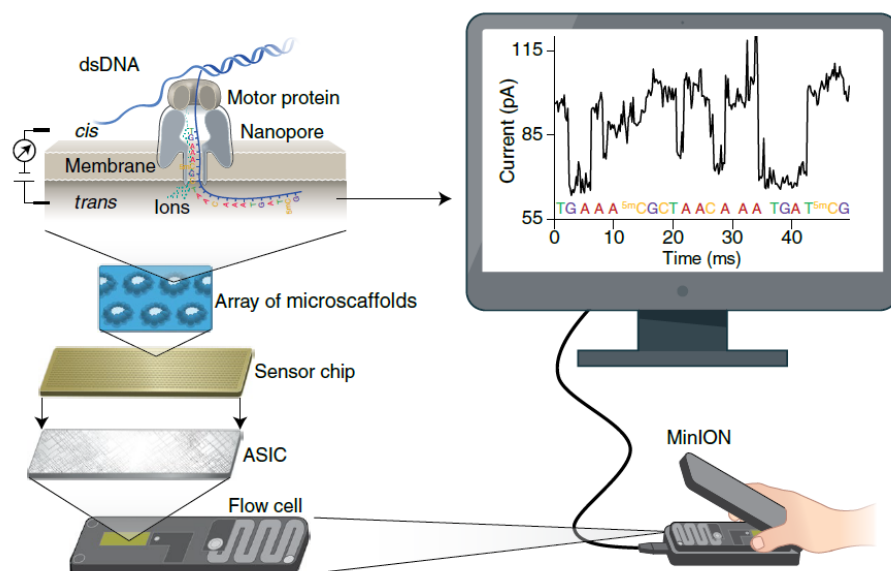 dsDNA
Motor protein
cis
Nanopore
Membrane
trans
Ions
Array of microscaffolds
Sensor chip
ASIC
Flow cell
115
85
55
Current (pA)
TGAAA5mCGCTAACAAATGAT5mCG
0 10 20 30 40
Time (ms)
MinION